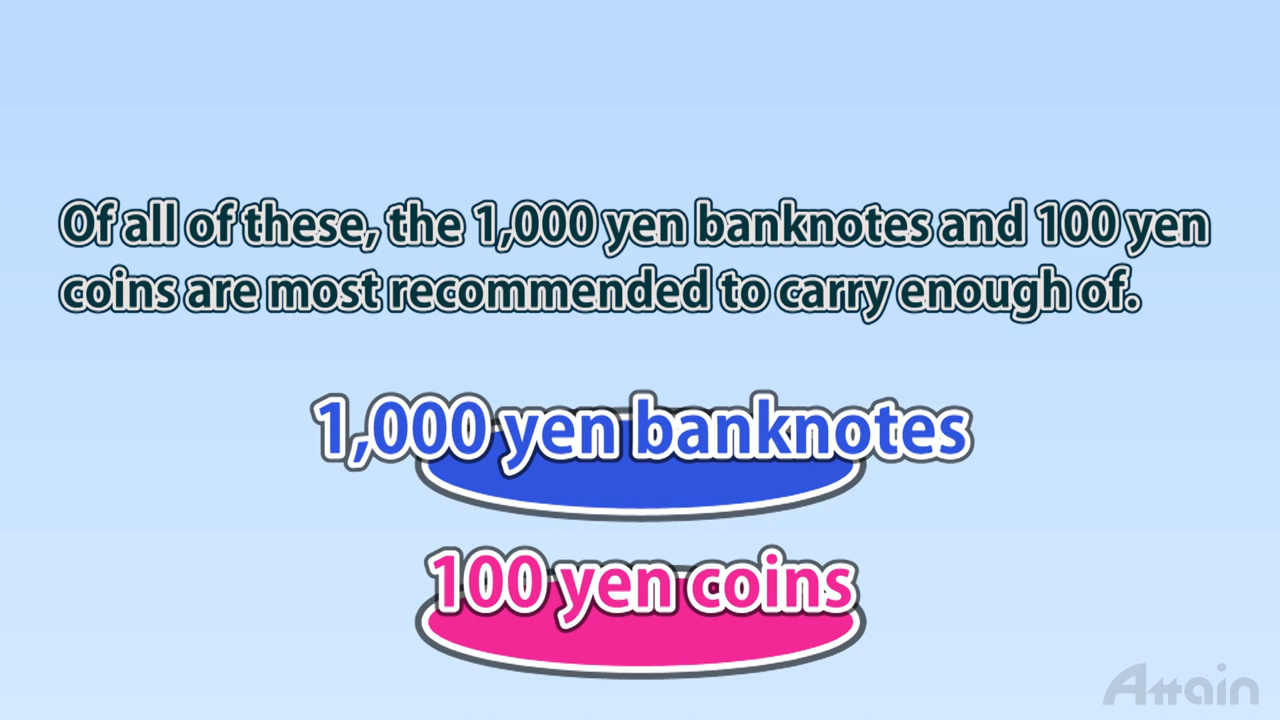 Of all of these, the 1,000 yen banknotes and 100 yen
coins are most recommended to carry enough of.
1,000 yen banknotes
100 yen coins
Attain